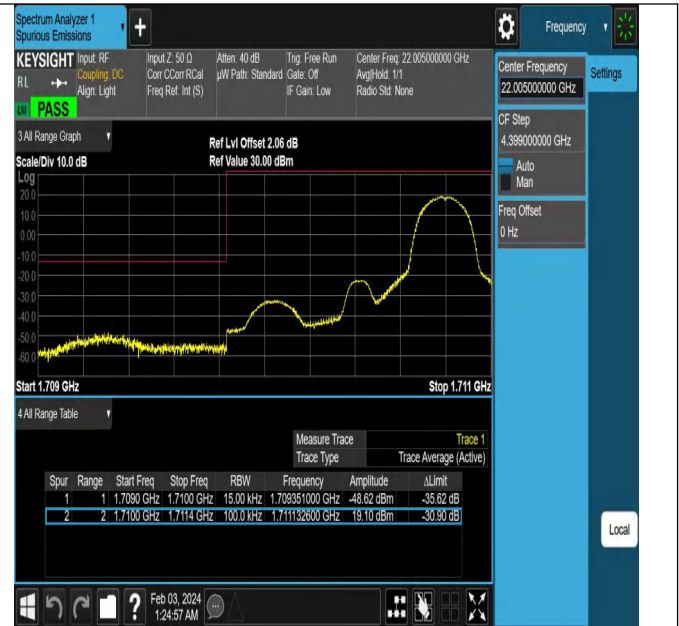 Spectrum Analyzer 1
Spurious Emissions
Frequency
KEYSIGHT Input: RF Input Z: 50 Ω Atten: 40 dB Trig: Free Run Center Freq: 22.005000000 GHz
RL Coupling: DC Corr CCorr RCal µW Path: Standard Gate: Off Avg|Hold: 1/1
Align: Light Freq Ref: Int (S) IF Gain: Low Radio Std: None
PASS
Center Frequency
22.005000000 GHz
Settings
CF Step
4.399000000 GHz
Auto
Man
Freq Offset
0 Hz
3 All Range Graph
Ref Lvl Offset 2.06 dB
Scale/Div 10.0 dB Ref Value 30.00 dBm
Log
20.0
10.0
0.00
-10.0
-20.0
-30.0
-40.0
-50.0
-60.0
Start 1.709 GHz Stop 1.711 GHz
4 All Range Table
Measure Trace Trace 1
Trace Type Trace Average (Active)
Spur Range Start Freq Stop Freq RBW Frequency Amplitude ΔLimit
1 1 1.7090 GHz 1.7100 GHz 15.00 kHz 1.709351000 GHz -48.62 dBm -35.62 dB
2 2 1.7100 GHz 1.7114 GHz 100.0 kHz 1.711132600 GHz 19.10 dBm -30.90 dB
Local
Feb 03, 2024
1:24:57 AM